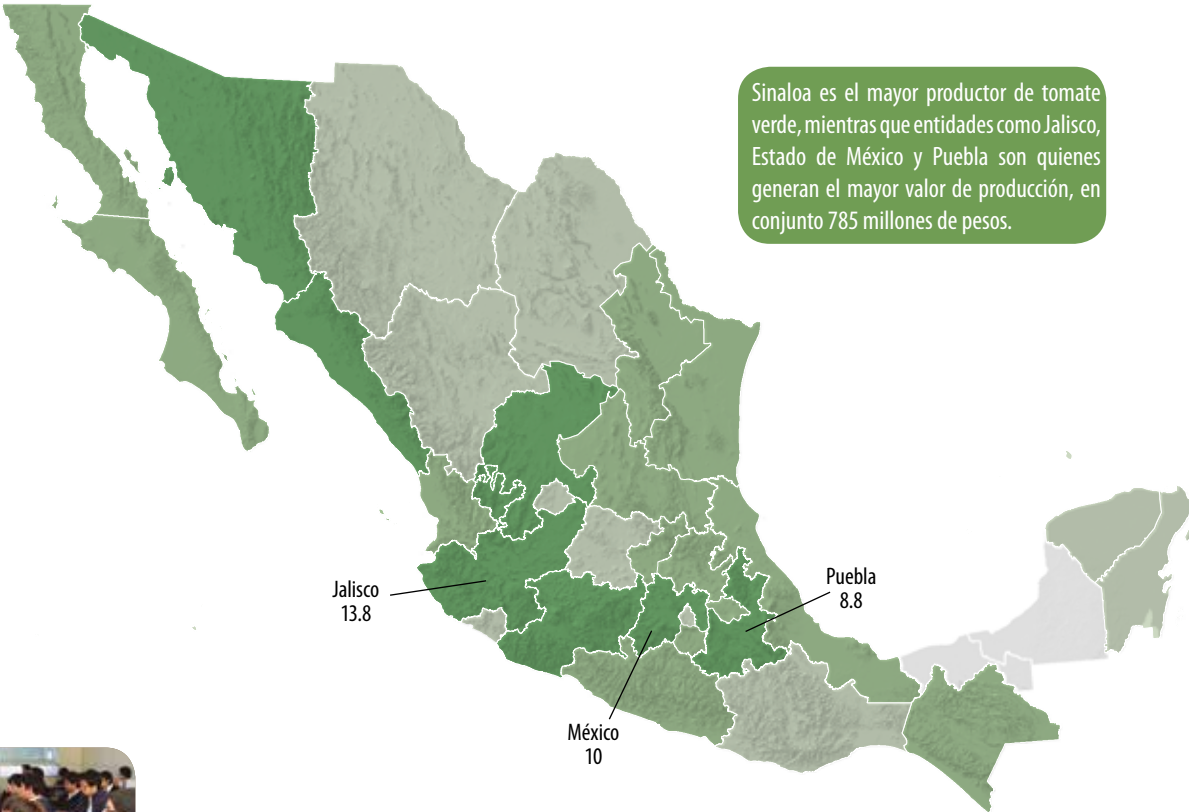 Sinaloa es el mayor productor de tomate
verde, mientras que entidades como Jalisco,
Estado de México y Puebla son quienes
generan el mayor valor de producción, en
conjunto 785 millones de pesos.
Jalisco
13.8
Puebla
8.8
México
10